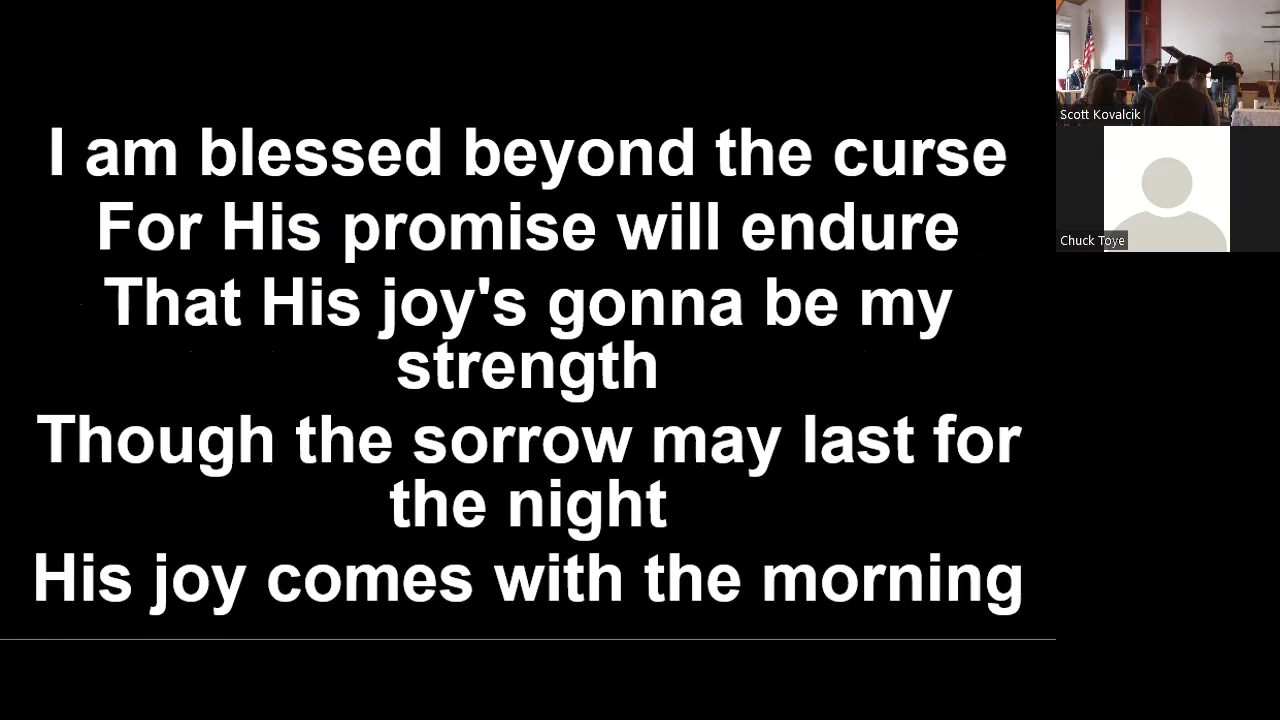 I am blessed beyond the curse
For His promise will endure
That His joy's gonna be my
strength
Though the sorrow may last for
the night
His joy comes with the morning
Scott Kovalcik
Chuck Toye